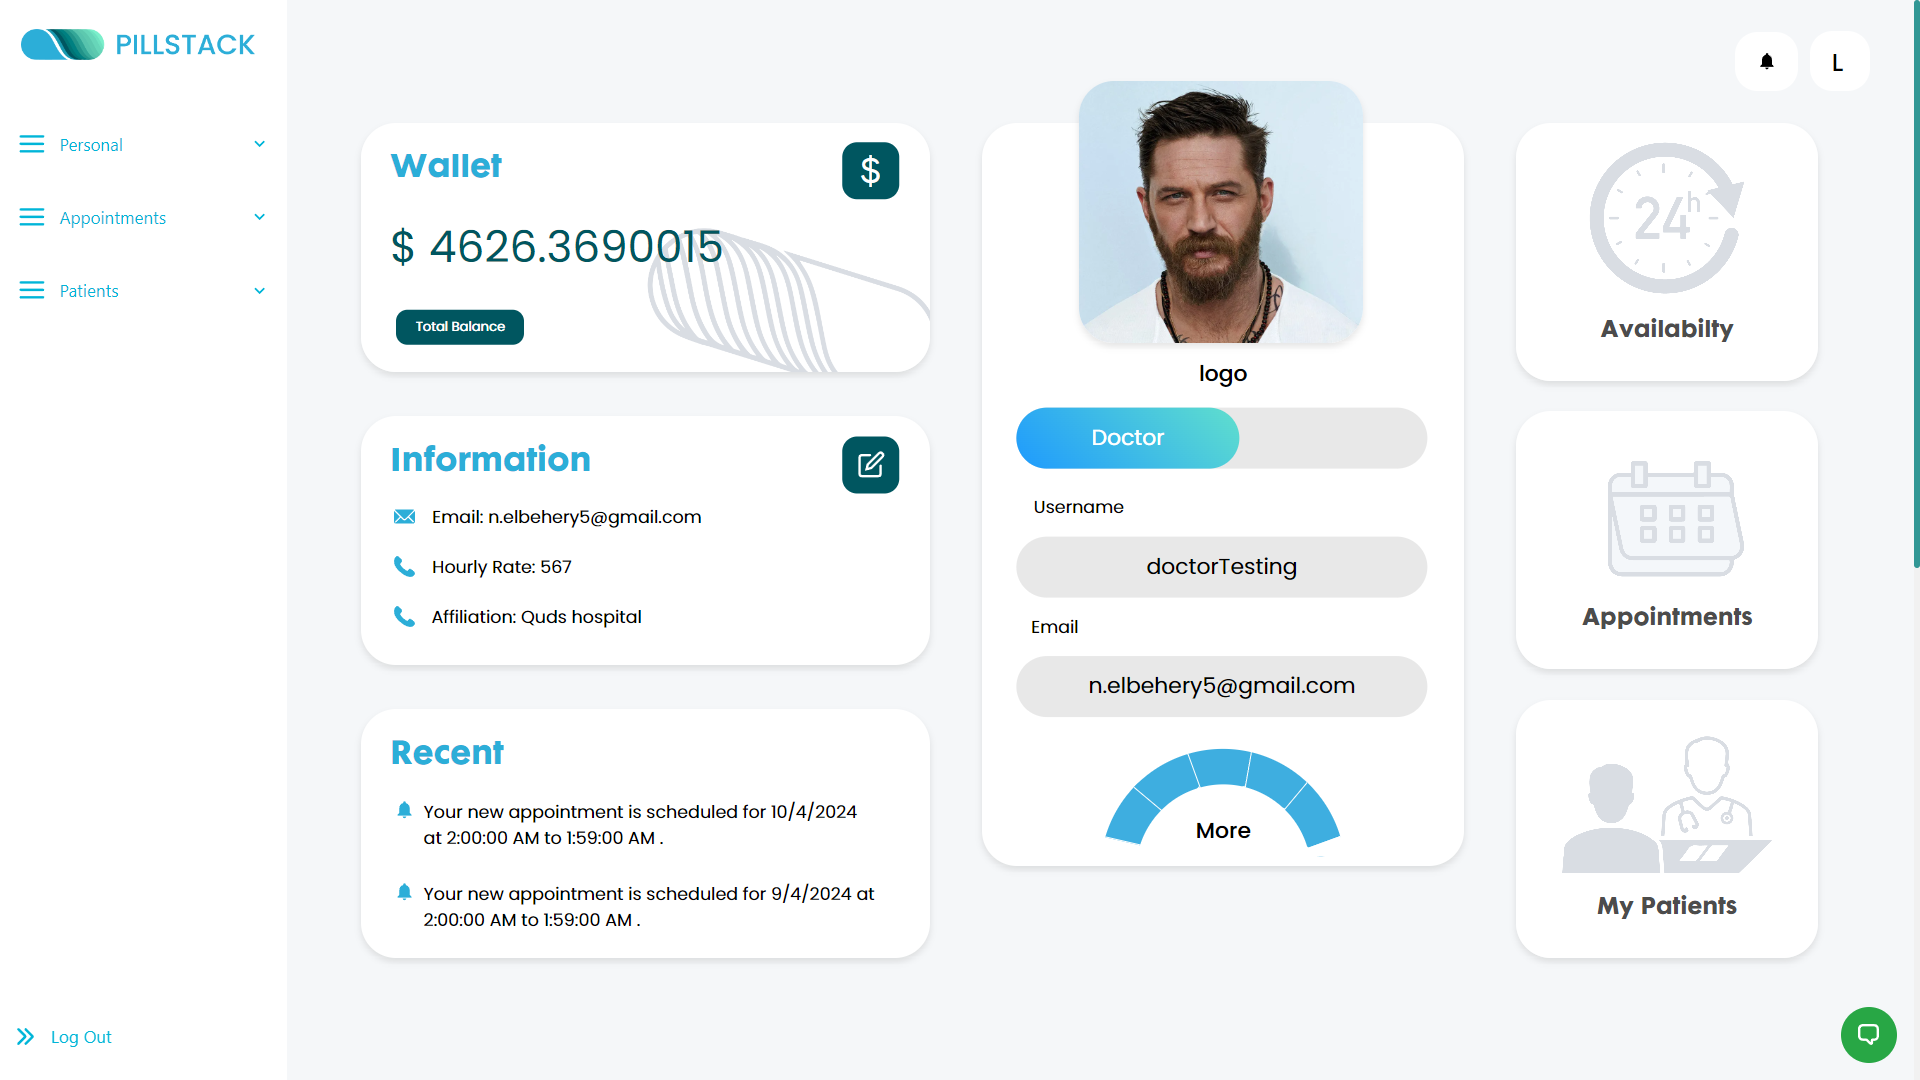 PILLSTACK
Personal
Appointments
Patients
Log Out
L
Wallet
$
$ 4626.3690015
Total Balance
Information
Email: n.elbehery5@gmail.com
Hourly Rate: 567
Affiliation: Quds hospital
Recent
Your new appointment is scheduled for 10/4/2024
at 2:00:00 AM to 1:59:00 AM .
Your new appointment is scheduled for 9/4/2024 at
2:00:00 AM to 1:59:00 AM .
logo
Doctor
Username
doctorTesting
Email
n.elbehery5@gmail.com
More
24h
Availabilty
Appointments
My Patients